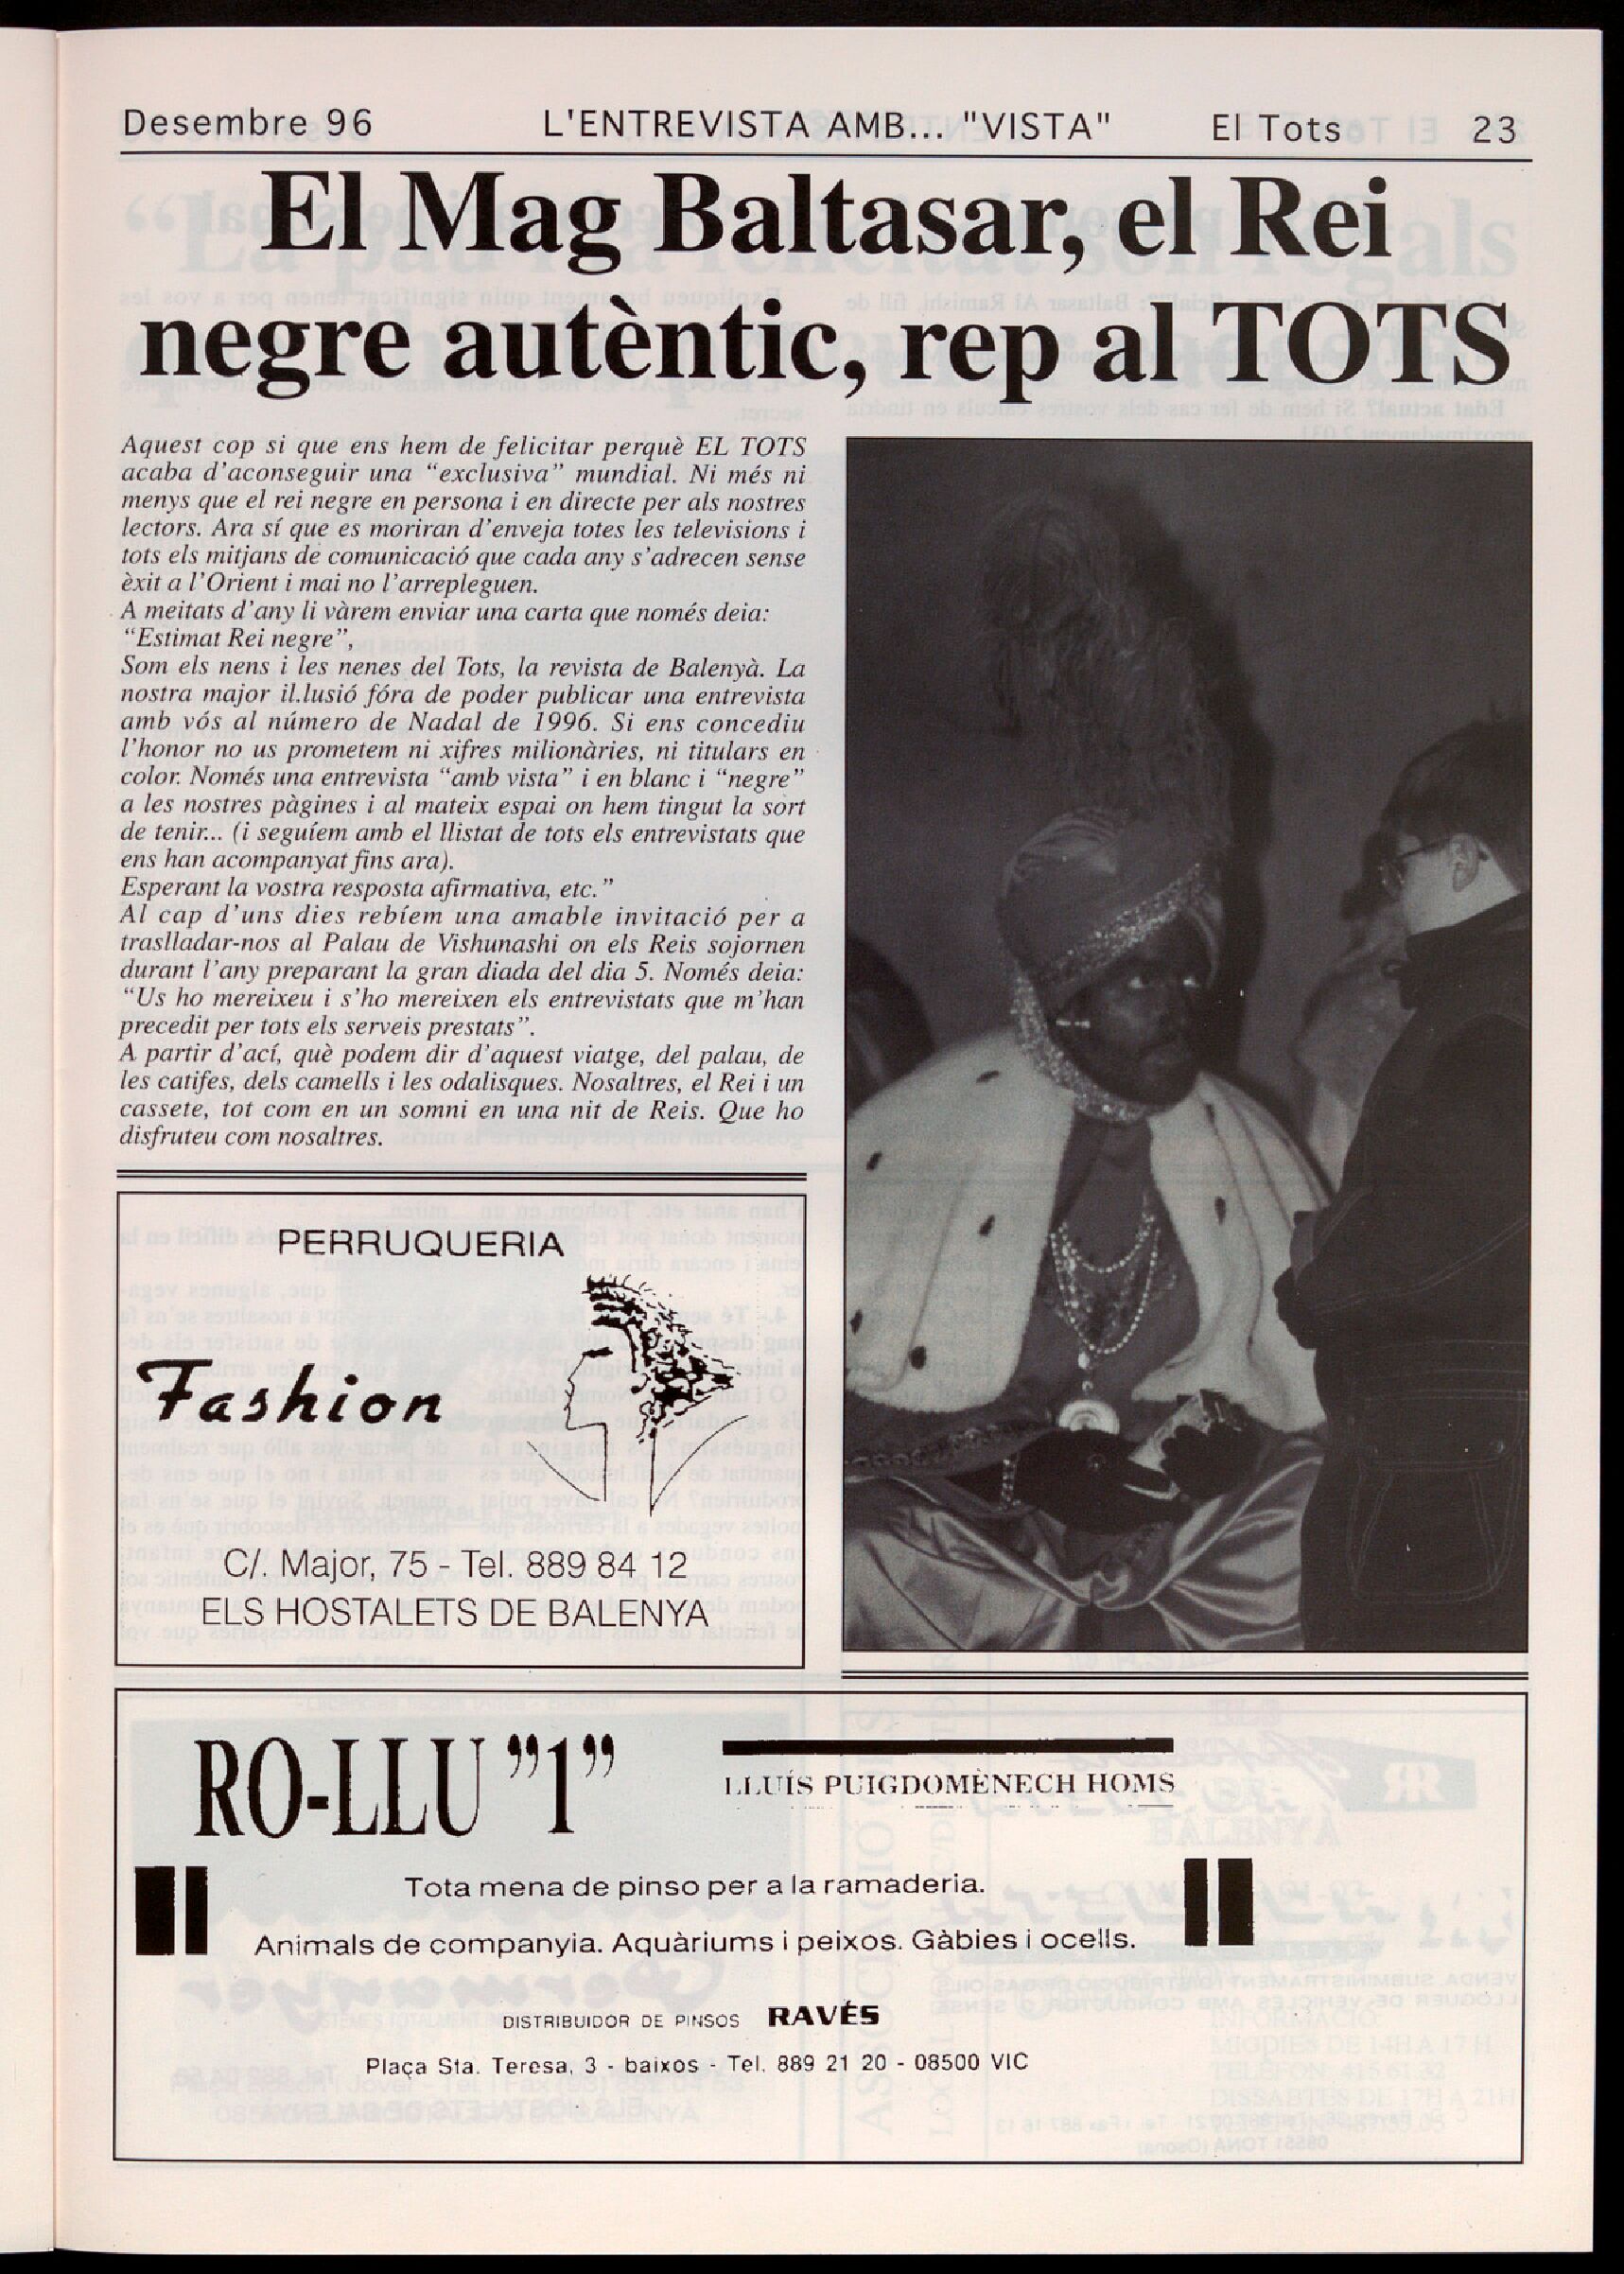 Desembre 96 L'ENTREVISTA AMB... "VISTA" El Tots 23
El Mag Baltasar, el Rei
negre autèntic, rep al TOTS
Aquest cop si que ens hem de felicitar perquè EL TOTS
acaba d'aconseguir una “exclusiva” mundial. Ni més ni
menys que el rei negre en persona i en directe per als nostres
lectors. Ara sí que es moriran d'enveja totes les televisions i
tots els mitjans de comunicació que cada any s'adrecen sense
èxit a l'Orient i mai no l'arrepleguen.
A meitats d'any li vàrem enviar una carta que només deia:
“Estimat Rei negre”,
Som els nens i les nenes del Tots, la revista de Balenyà. La
nostra major il.lusió fóra de poder publicar una entrevista
amb vós al número de Nadal de 1996. Si ens concediu
l'honor no us prometem ni xifres milionàries, ni titulars en
color. Només una entrevista “amb vista” i en blanc i “negre”
a les nostres pàgines i al mateix espai on hem tingut la sort
de tenir... (i seguíem amb el llistat de tots els entrevistats que
ens han acompanyat fins ara).
Esperant la vostra resposta afirmativa, etc.”
Al cap d'uns dies rebíem una amable invitació per a
traslladar-nos al Palau de Vishunashi on els Reis sojornen
durant l'any preparant la gran diada del dia 5. Només deia:
“Us ho mereixeu i s'ho mereixen els entrevistats que m'han
precedit per tots els serveis prestats”.
A partir d'ací, què podem dir d'aquest viatge, del palau, de
les catifes, dels camells i les odalisques. Nosaltres, el Rei i un
cassete, tot com en un somni en una nit de Reis. Que ho
disfruteu com nosaltres.
PERRUQUERIA
Fashion
C/. Major, 75 - Tel. 889 84 12
ELS HOSTALETS DE BALENYA
RO-LLU ”1”
LLUÍS PUIGDOMÈNECH HOMS
Tota mena de pinso per a la ramaderia.
Animals de companyia. Aquàriums i peixos. Gàbies i ocells.
DISTRIBUIDOR DE PINSOS RAVÉS
Plaça Sta. Teresa, 3 - baixos - Tel. 889 21 20 - 08500 VIC